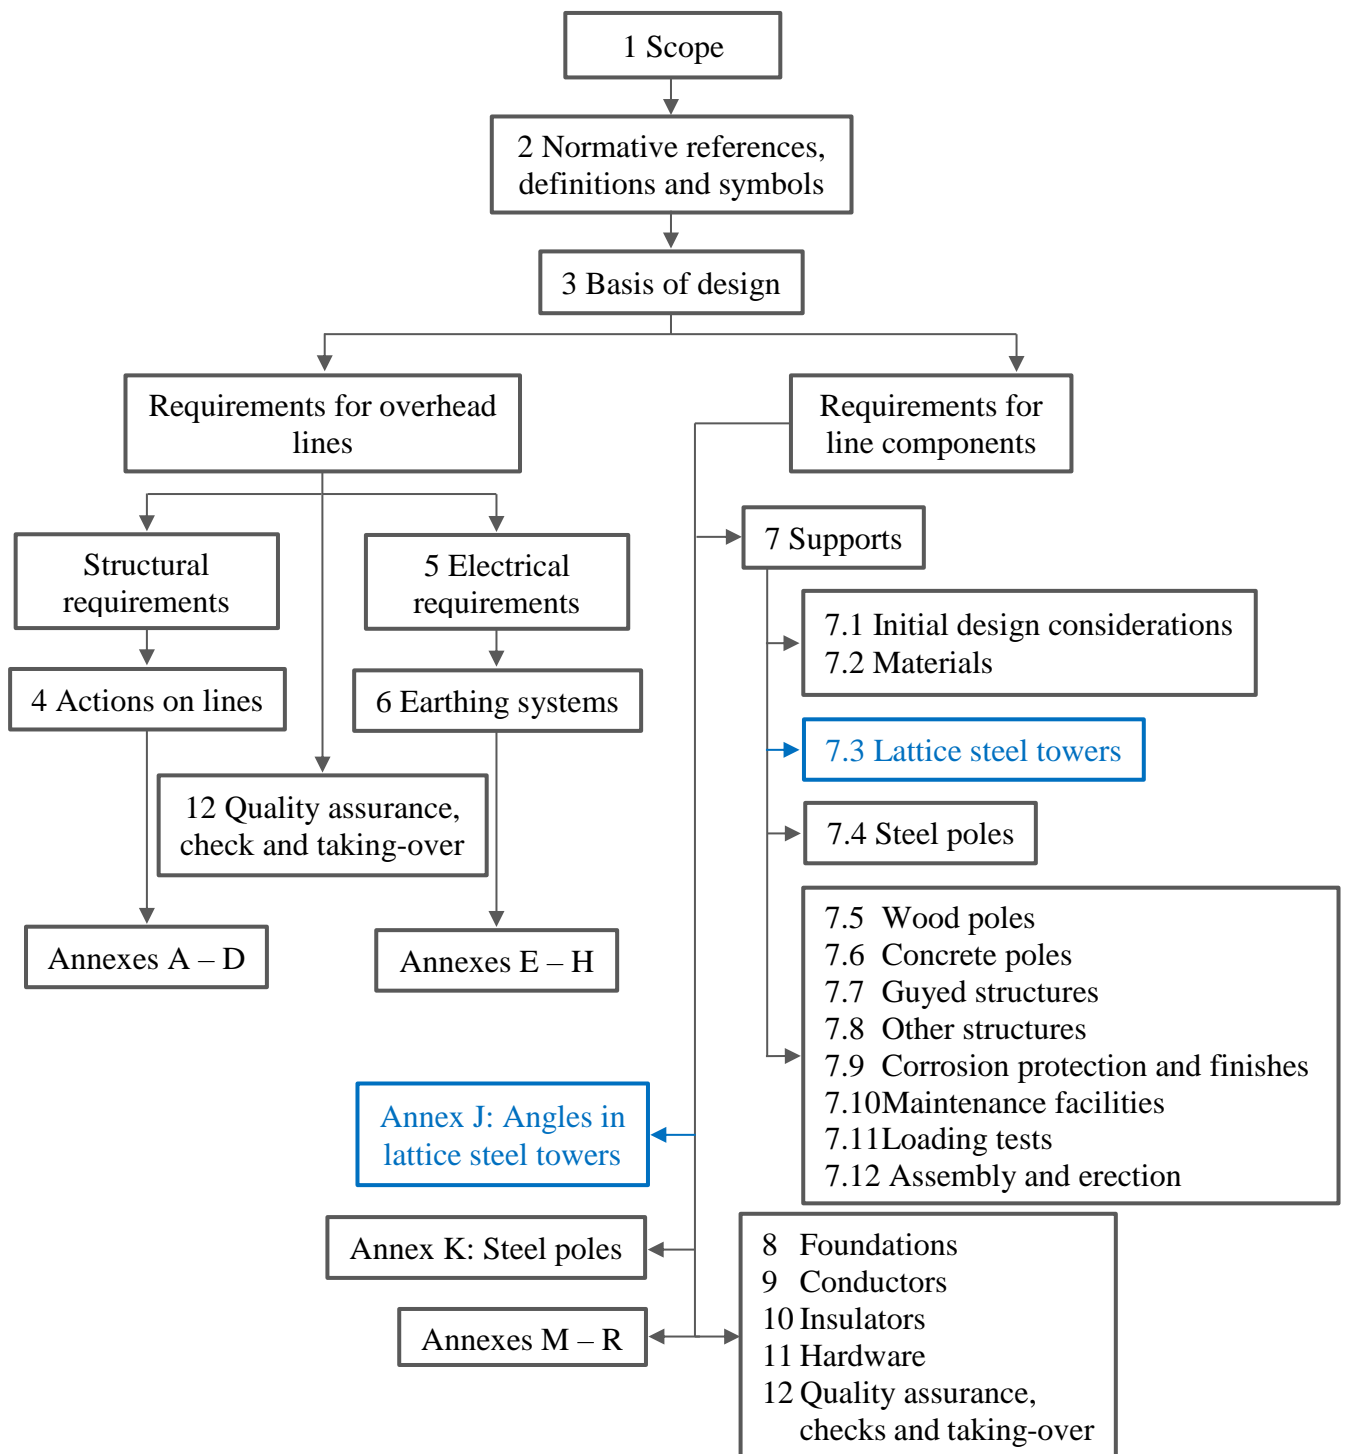 1 Scope
2 Normative references,
definitions and symbols
3 Basis of design
Requirements for overhead
lines
Requirements for
line components
Structural
requirements
5 Electrical
requirements
4 Actions on lines
6 Earthing systems
12 Quality assurance,
check and taking-over
Annexes A – D
Annexes E – H
7 Supports
7.1 Initial design considerations
7.2 Materials
7.3 Lattice steel towers
7.4 Steel poles
7.5 Wood poles
7.6 Concrete poles
7.7 Guyed structures
7.8 Other structures
7.9 Corrosion protection and finishes
7.10Maintenance facilities
7.11Loading tests
7.12 Assembly and erection
Annex J: Angles in
lattice steel towers
Annex K: Steel poles
Annexes M – R
8 Foundations
9 Conductors
10 Insulators
11 Hardware
12 Quality assurance,
checks and taking-over